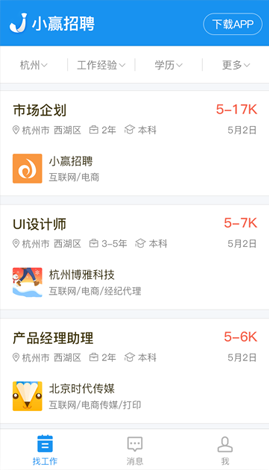 小赢招聘
下载APP
杭州 工作经验 学历 更多
市场企划 5-17K
杭州市 西湖区 2年 本科 5月2日
小赢招聘
互联网/电商
UI设计师 5-7K
杭州市 西湖区 3-5年 本科 5月2日
杭州博雅科技
互联网/电商/经纪代理
产品经理助理 5-6K
杭州市 西湖区 2年 本科 5月2日
北京时代传媒
互联网/电商传媒/打印
找工作 消息 我